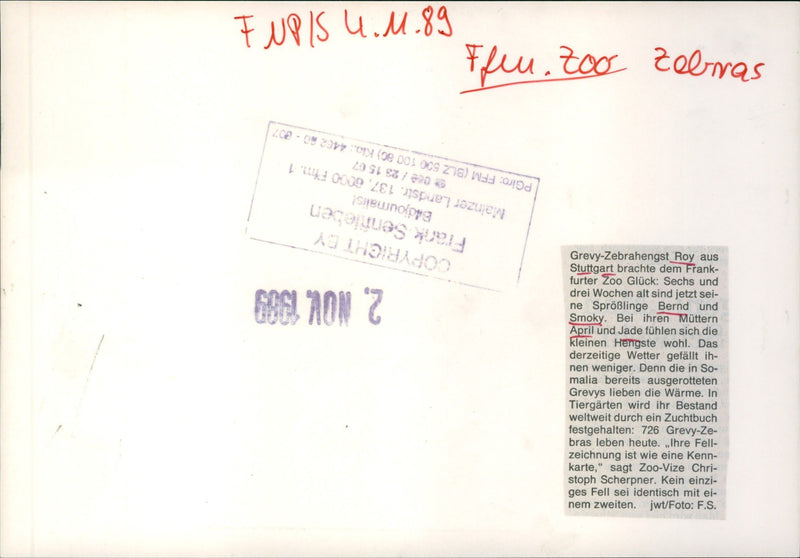 FNP/S 4.11.89
Ffm. Zoo Zebras
COPYRIGHT BY
Frank Senftleben
Bildjournalist
Mainzer Landstr. 137, 6000 Ffm. 1
☎ 069 / 23 15 67
PGiro: FFM (BLZ 500 100 60) Kto.: 4462 90 - 607
2. NOV. 1989
Grevy-Zebrahengst Roy aus
Stuttgart brachte dem Frank-
furter Zoo Glück: Sechs und
drei Wochen alt sind jetzt sei-
ne Sprößlinge Bernd und
Smoky. Bei ihren Müttern
April und Jade fühlen sich die
kleinen Hengste wohl. Das
derzeitige Wetter gefällt ih-
nen weniger. Denn die in So-
malia bereits ausgerotteten
Grevys lieben die Wärme. In
Tiergärten wird ihr Bestand
weltweit durch ein Zuchtbuch
festgehalten: 726 Grevy-Ze-
bras leben heute. „Ihre Fell-
zeichnung ist wie eine Kenn-
karte,“ sagt Zoo-Vize Chri-
stoph Scherpner. Kein einzi-
ges Fell sei identisch mit ei-
nem zweiten. jwt/Foto: F.S.